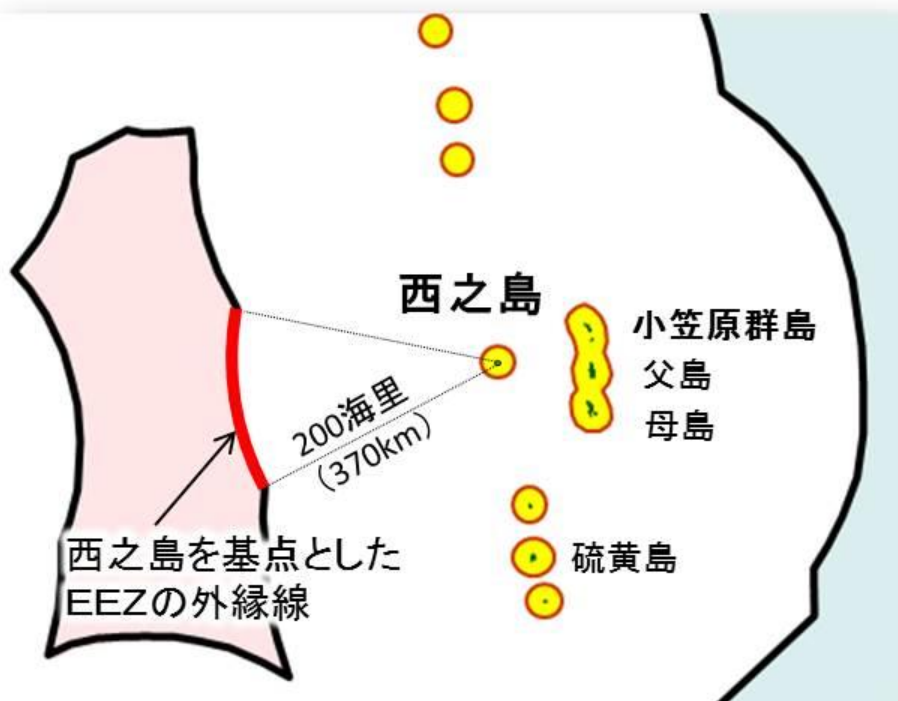 西之島
小笠原群島
父島
母島
200海里
(370km)
硫黄島
西之島を基点とした
EEZの外縁線